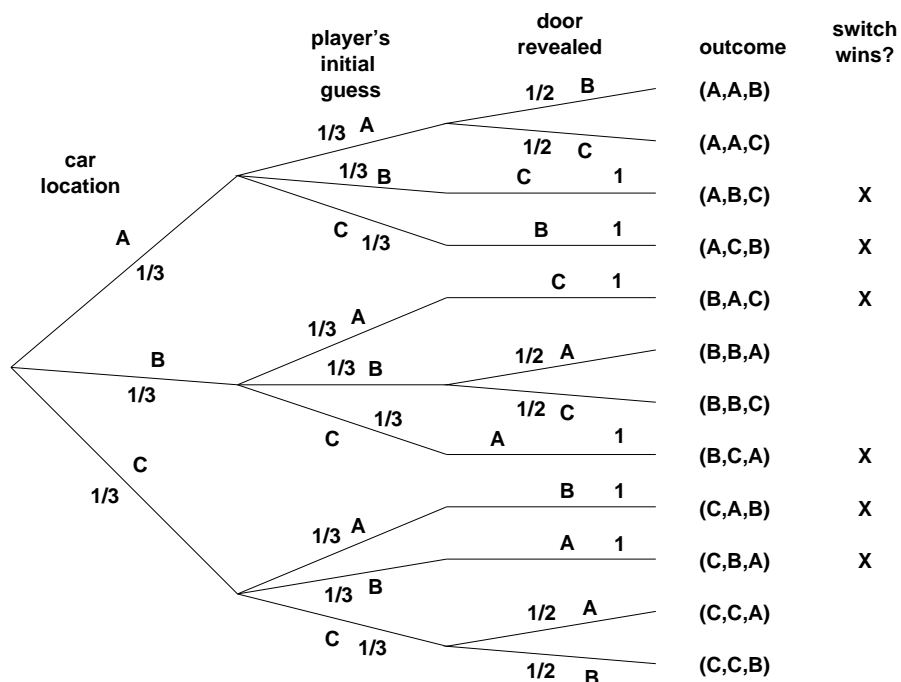 door
revealed
player's
initial
guess
outcome
switch
wins?
car
location
1/2 B
(A,A,B)
1/3 A
1/2 C
(A,A,C)
1/3 B
C 1
(A,B,C) X
A
1/3
C 1/3
B 1
(A,C,B) X
C 1
(B,A,C) X
1/3 A
B
1/3
1/3 B
1/2 A
(B,B,A)
1/2 C
(B,B,C)
C 1/3
A 1
(B,C,A) X
C
1/3
B 1
(C,A,B) X
1/3 A
A 1
(C,B,A) X
1/3 B
1/2 A
(C,C,A)
C 1/3
1/2 B
(C,C,B)